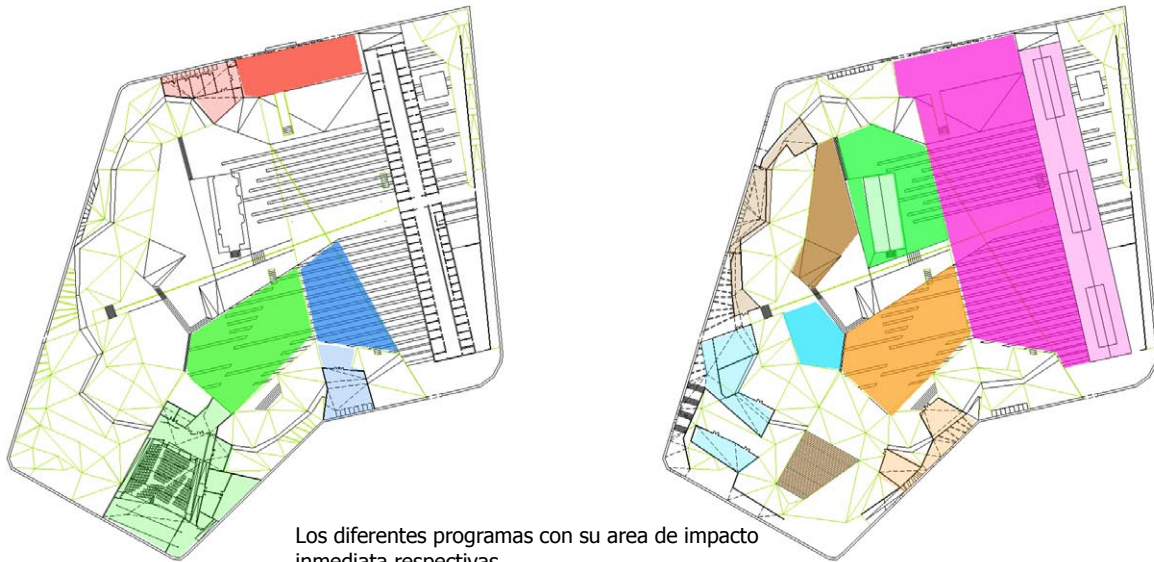 Los diferentes programas con su area de impacto
inmediata respectivas